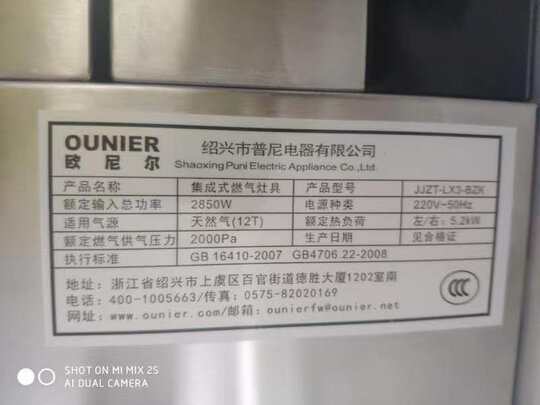 OUNIER
欧尼尔
绍兴市普尼电器有限公司
Shaoxing Puni Electric Appliance Co.,Ltd.
产品名称 集成式燃气灶具 产品型号 JJZT-LX3-BZK
额定输入总功率 2850W 电源种类 220V~50Hz
适用气源 天然气(12T) 额定热负荷 左/右: 5.2kW
额定燃气供气压力 2000Pa 生产日期 见合格证
执行标准 GB 16410-2007 GB4706.22-2008
地址: 浙江省绍兴市上虞区百官街道德胜大厦1202室南
电话: 400-1005663/传真: 0575-82020169
网址: www.ounier.com/邮箱: ounierfw@ounier.net
CCC
SHOT ON MI MIX 2S
AI DUAL CAMERA